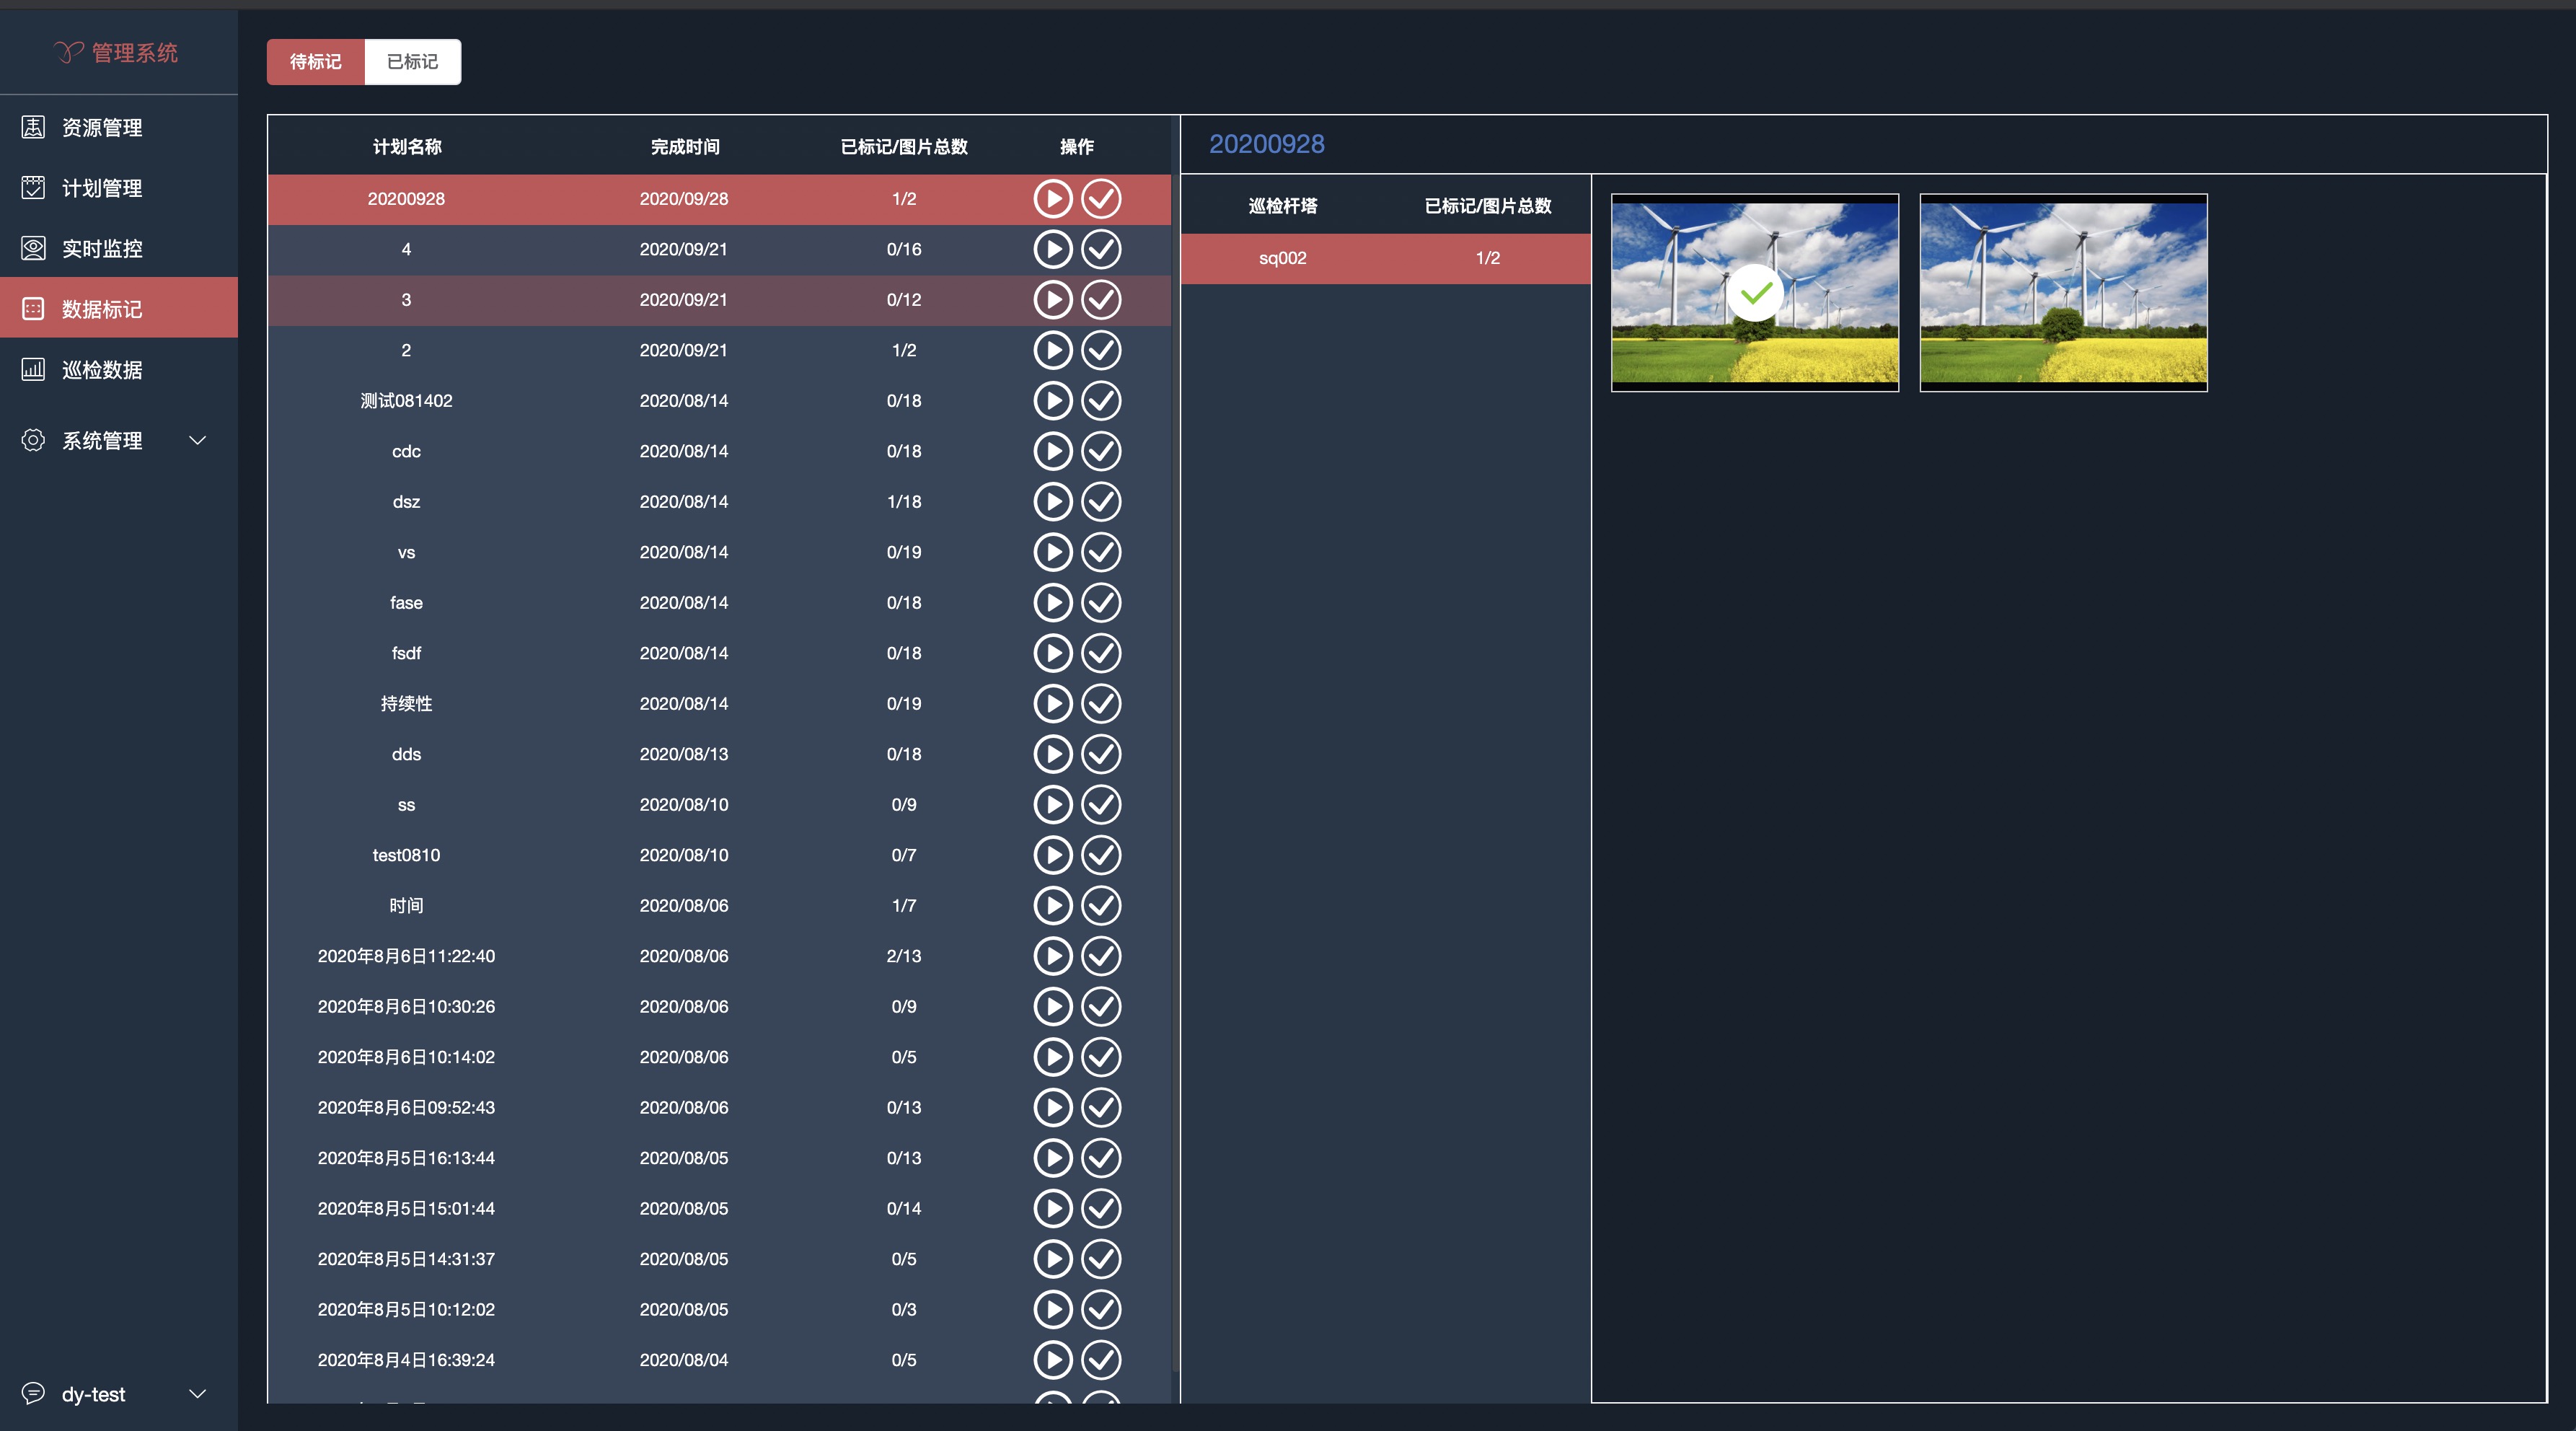 管理系统
资源管理
计划管理
实时监控
数据标记
巡检数据
系统管理
dy-test
待标记 已标记
计划名称 完成时间 已标记/图片总数 操作
20200928 2020/09/28 1/2
4 2020/09/21 0/16
3 2020/09/21 0/12
2 2020/09/21 1/2
测试081402 2020/08/14 0/18
cdc 2020/08/14 0/18
dsz 2020/08/14 1/18
vs 2020/08/14 0/19
fase 2020/08/14 0/18
fsdf 2020/08/14 0/18
持续性 2020/08/14 0/19
dds 2020/08/13 0/18
ss 2020/08/10 0/9
test0810 2020/08/10 0/7
时间 2020/08/06 1/7
2020年8月6日11:22:40 2020/08/06 2/13
2020年8月6日10:30:26 2020/08/06 0/9
2020年8月6日10:14:02 2020/08/06 0/5
2020年8月6日09:52:43 2020/08/06 0/13
2020年8月5日16:13:44 2020/08/05 0/13
2020年8月5日15:01:44 2020/08/05 0/14
2020年8月5日14:31:37 2020/08/05 0/5
2020年8月5日10:12:02 2020/08/05 0/3
2020年8月4日16:39:24 2020/08/04 0/5
20200928
巡检杆塔 已标记/图片总数
sq002 1/2